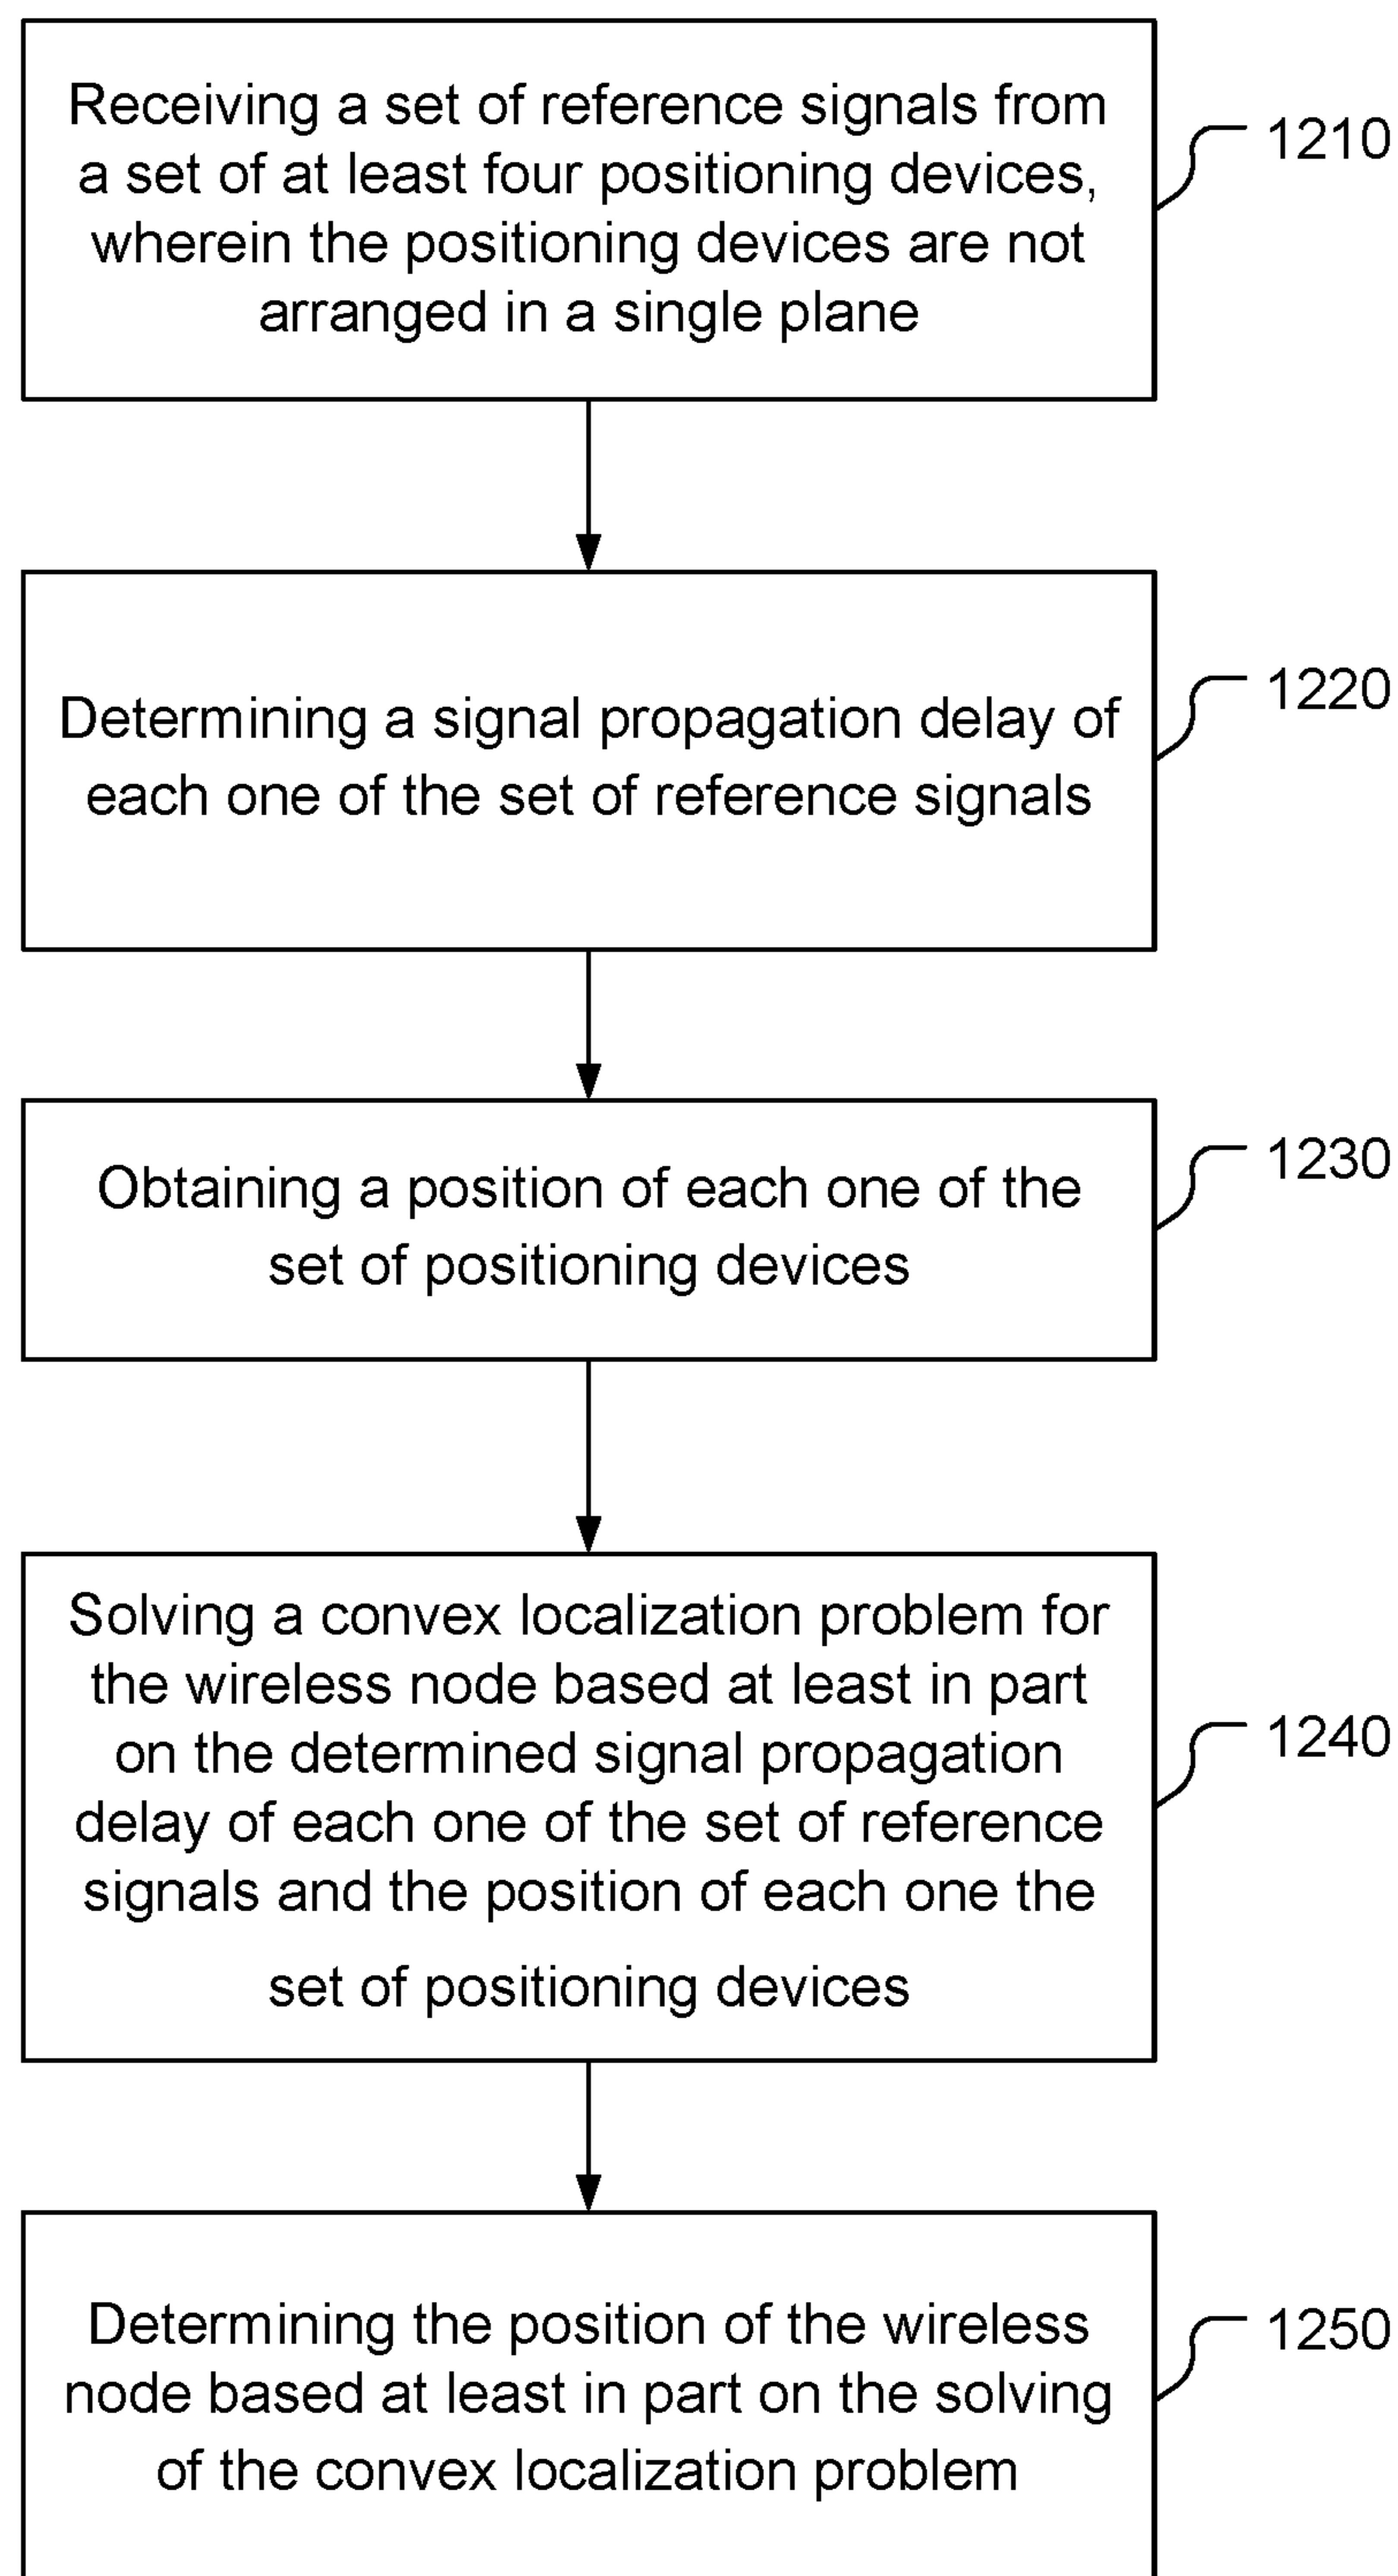 Receiving a set of reference signals from
a set of at least four positioning devices,
wherein the positioning devices are not
arranged in a single plane
1210
Determining a signal propagation delay of
each one of the set of reference signals
1220
Obtaining a position of each one of the
set of positioning devices
1230
Solving a convex localization problem for
the wireless node based at least in part
on the determined signal propagation
delay of each one of the set of reference
signals and the position of each one the
set of positioning devices
1240
Determining the position of the wireless
node based at least in part on the solving
of the convex localization problem
1250